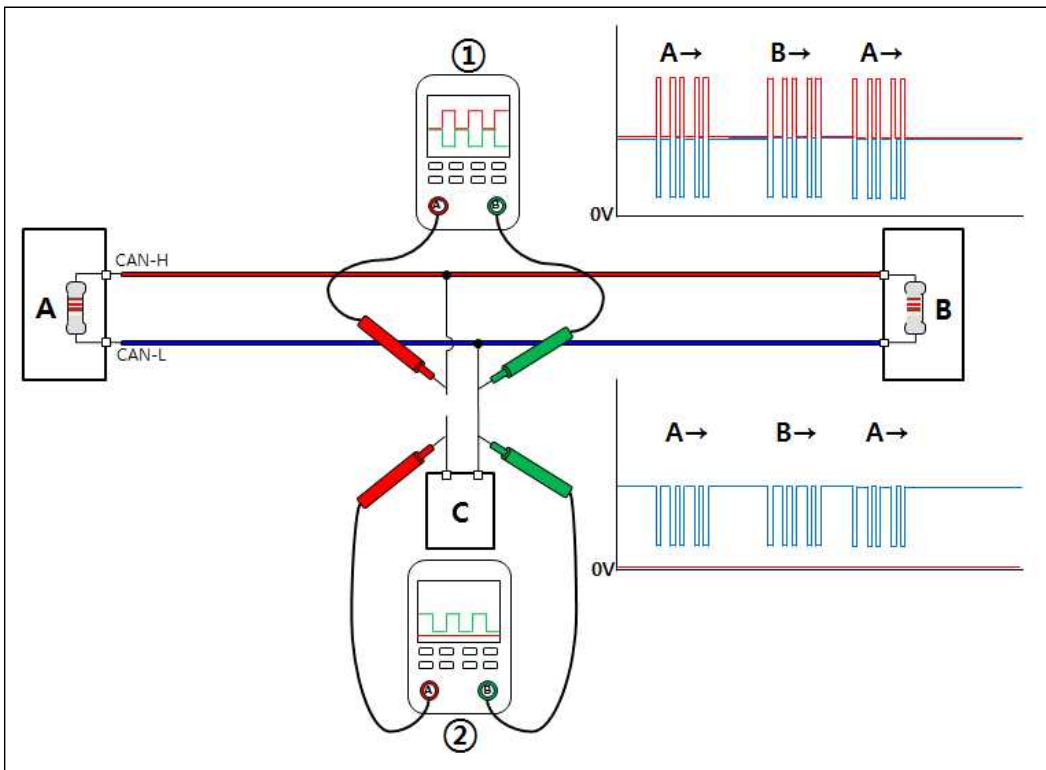 ①
A→ B→ A→
0V
A B
CAN-H
A
B
CAN-L
A→ B→ A→
C
0V
A B
②